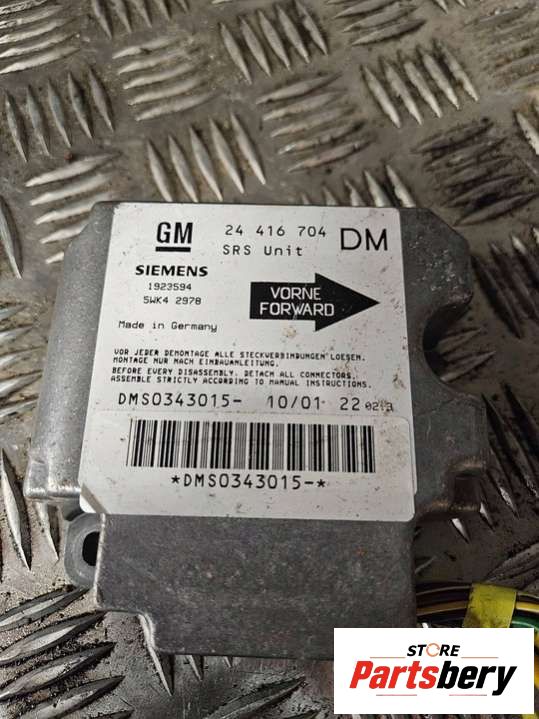 GM
24 416 704 DM
SRS Unit
SIEMENS
1923594
5WK4 2978
VORNE
FORWARD
Made in Germany
VOR JEDER DEMONTAGE ALLE STECKVERBINDUNGEN LOESEN.
MONTAGE NUR NACH EINBAUANLEITUNG.
BEFORE EVERY DISASSEMBLY. DETACH ALL CONNECTORS.
ASSEMBLE STRICTLY ACCORDING TO MANUAL INSTRUCTIONS.
DMS0343015- 10/01 22
*DMS0343015-*
STORE
Partsbery